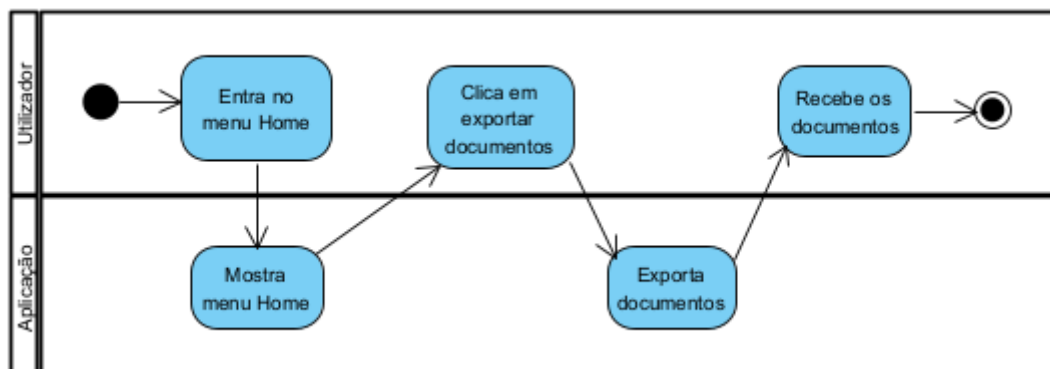 Utilizador
Entra no
menu Home
Clica em
exportar
documentos
Recebe os
documentos
Aplicação
Mostra
menu Home
Exporta
documentos